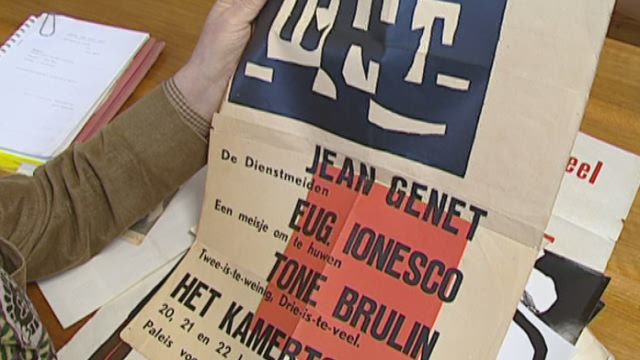 JEAN GENET
De Dienstmeiden
EUG. IONESCO
Een meisje om te huwen
TONE BRULIN
Twee-is-te-weinig, Drie-is-te-veel.
HET KAMERT
20, 21 en 22
Paleis voo
eel